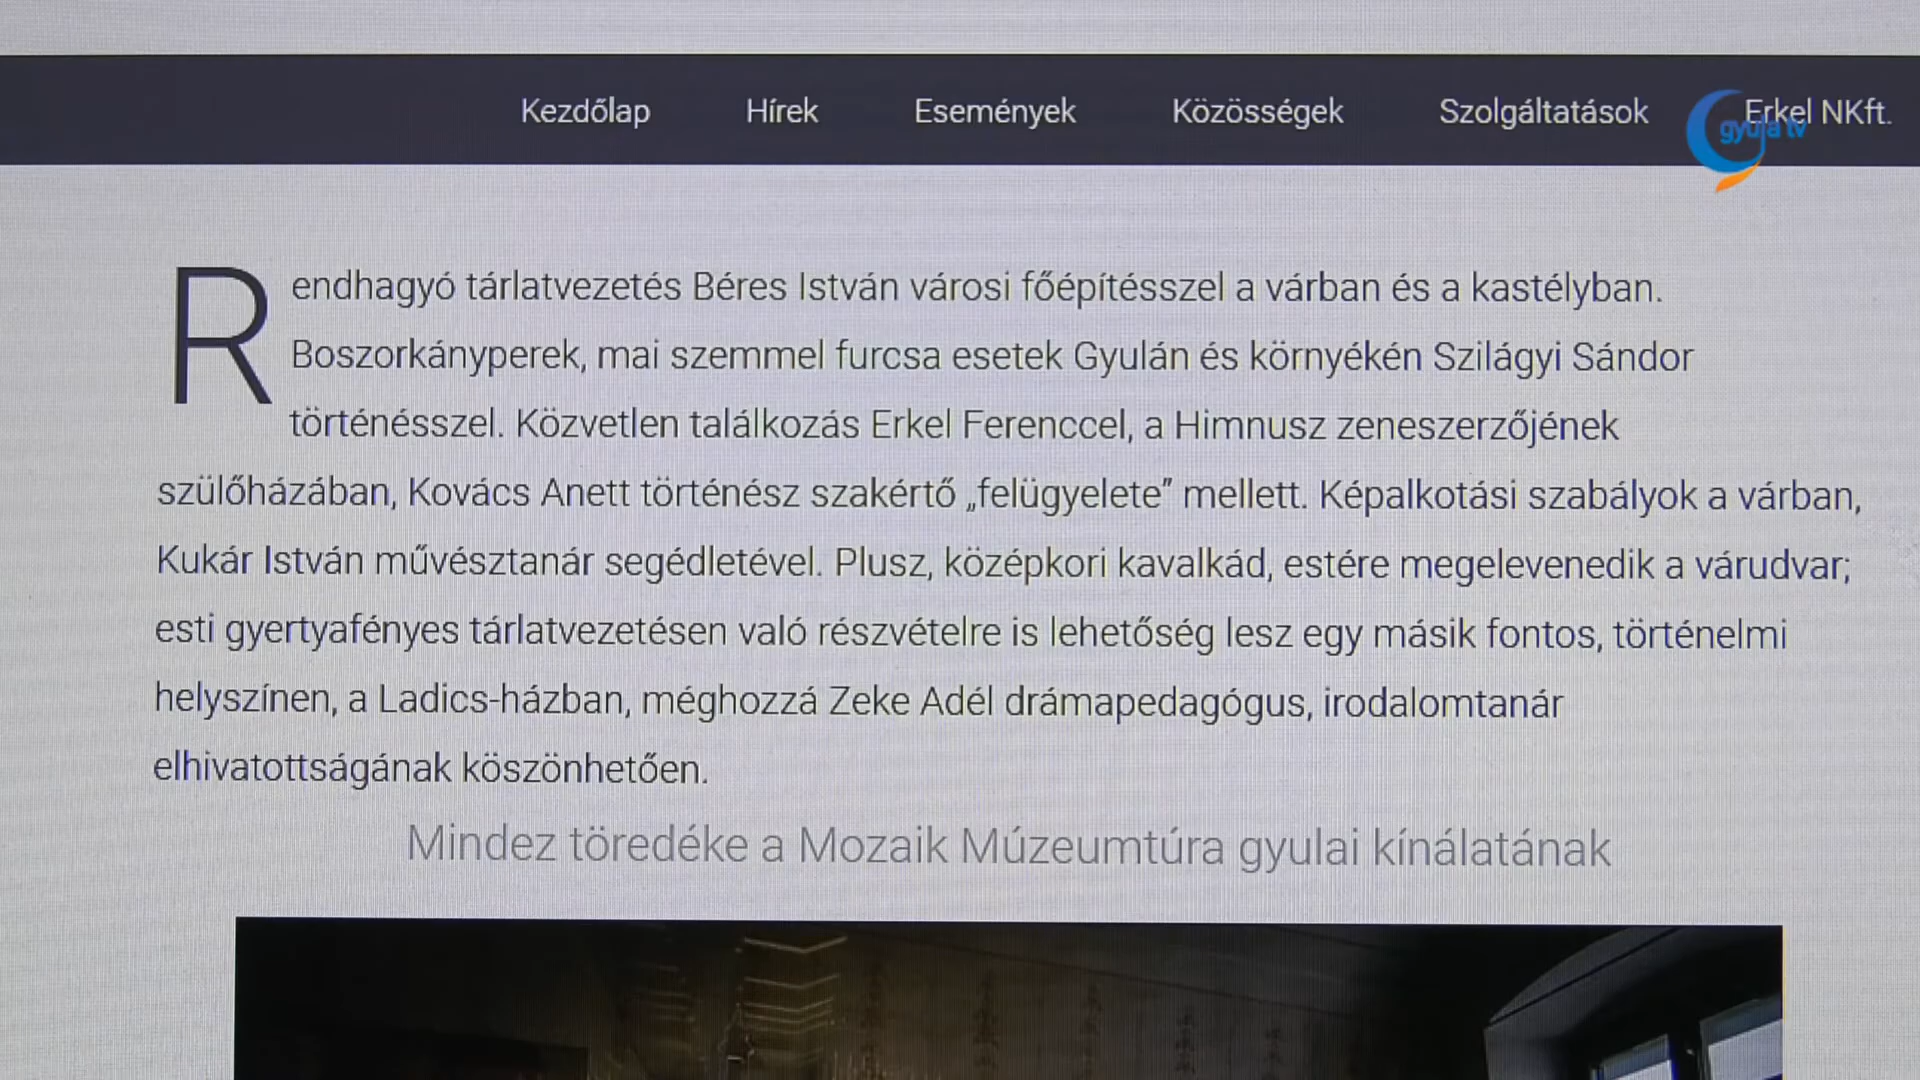 Kezdőlap Hírek Események Közösségek Szolgáltatások Erkel NKft.
gyula tv
Rendhagyó tárlatvezetés Béres István városi főépítésszel a várban és a kastélyban.
Boszorkányperek, mai szemmel furcsa esetek Gyulán és környékén Szilágyi Sándor
történésszel. Közvetlen találkozás Erkel Ferenccel, a Himnusz zeneszerzőjének
szülőházában, Kovács Anett történész szakértő „felügyelete” mellett. Képalkotási szabályok a várban,
Kukár István művésztanár segédletével. Plusz, középkori kavalkád, estére megelevenedik a várudvar;
esti gyertyafényes tárlatvezetésen való részvételre is lehetőség lesz egy másik fontos, történelmi
helyszínen, a Ladics-házban, méghozzá Zeke Adél drámapedagógus, irodalomtanár
elhivatottságának köszönhetően.
Mindez töredéke a Mozaik Múzeumtúra gyulai kínálatának